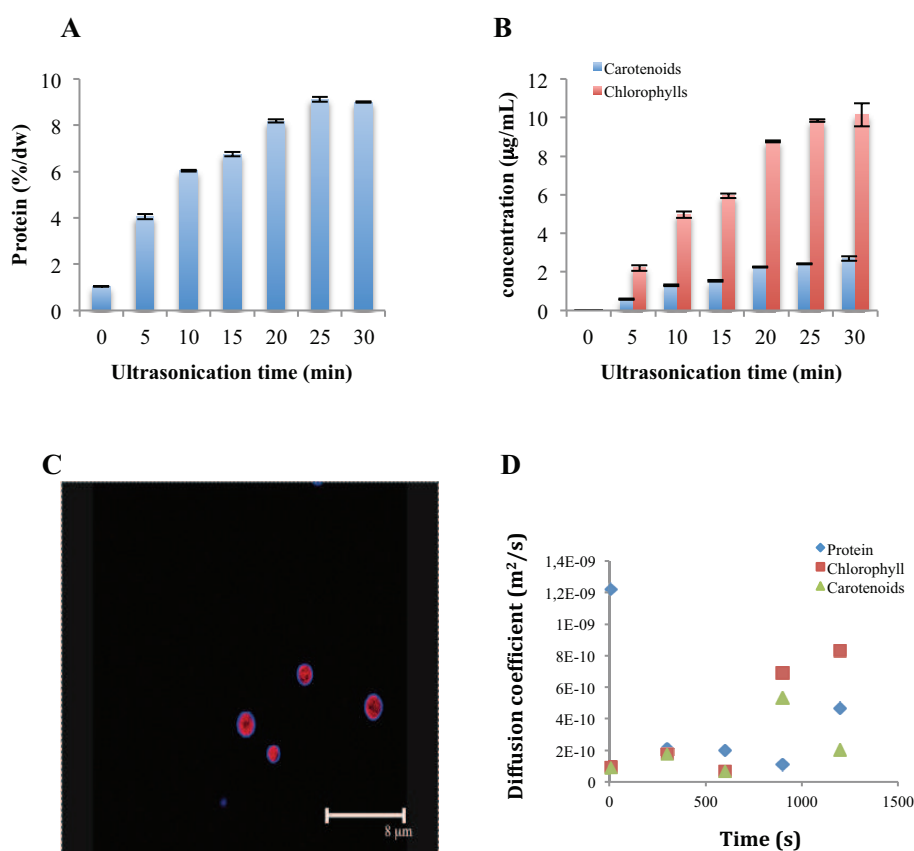 A
Protein (%/dw)
10
8
6
4
2
0
0 5 10 15 20 25 30
Ultrasonication time (min)
B
Carotenoids
Chlorophylls
concentration (µg/mL)
12
10
8
6
4
2
0
0 5 10 15 20 25 30
Ultrasonication time (min)
C
8 µm
D
Protein
Chlorophyll
Carotenoids
Diffusion coefficient (m²/s)
1,4E-09
1,2E-09
1E-09
8E-10
6E-10
4E-10
2E-10
0
0 500 1000 1500
Time (s)